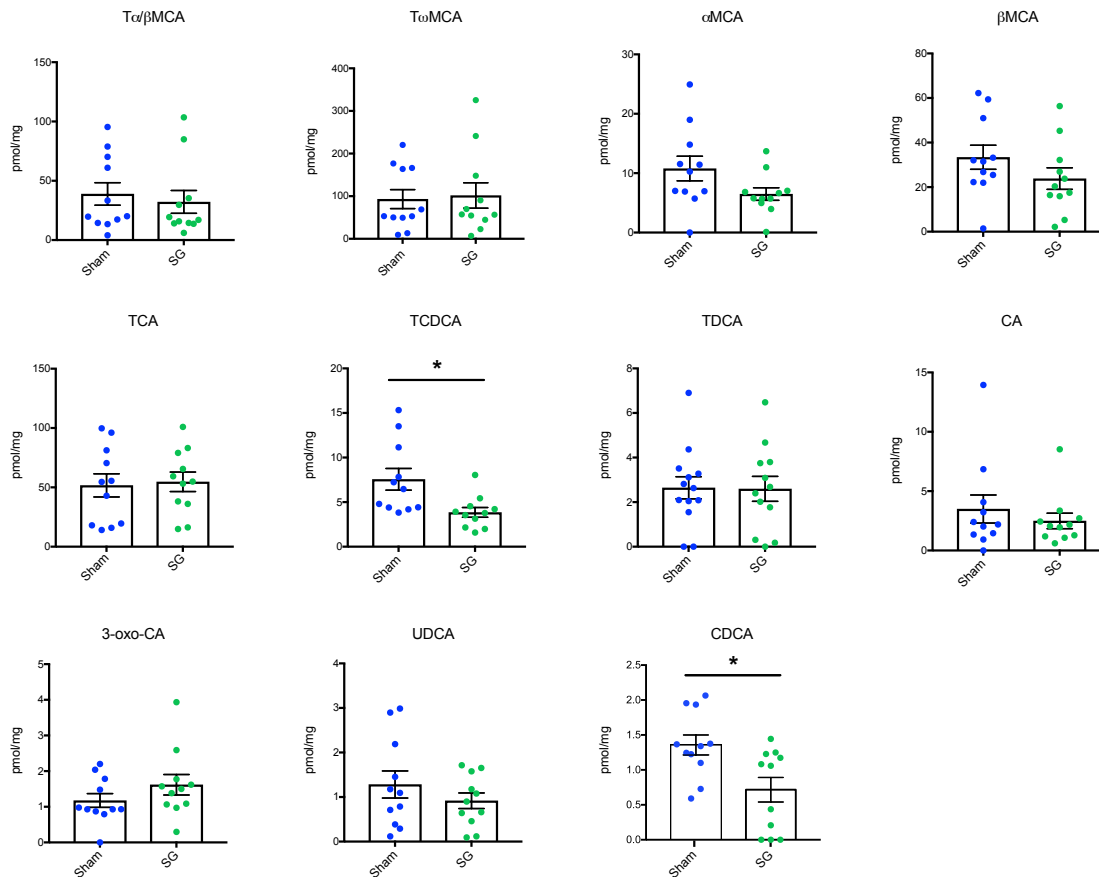 Tα/βMCA
TωMCA
αMCA
βMCA
pmol/mg
150
100
50
0
Sham
SG
pmol/mg
400
300
200
100
0
Sham
SG
pmol/mg
30
20
10
0
Sham
SG
pmol/mg
80
60
40
20
0
Sham
SG
TCA
TCDCA
TDCA
CA
pmol/mg
150
100
50
0
Sham
SG
pmol/mg
20
15
10
5
0
*
Sham
SG
pmol/mg
8
6
4
2
0
Sham
SG
pmol/mg
15
10
5
0
Sham
SG
3-oxo-CA
UDCA
CDCA
pmol/mg
5
4
3
2
1
0
Sham
SG
pmol/mg
4
3
2
1
0
Sham
SG
pmol/mg
2.5
2.0
1.5
1.0
0.5
0.0
*
Sham
SG